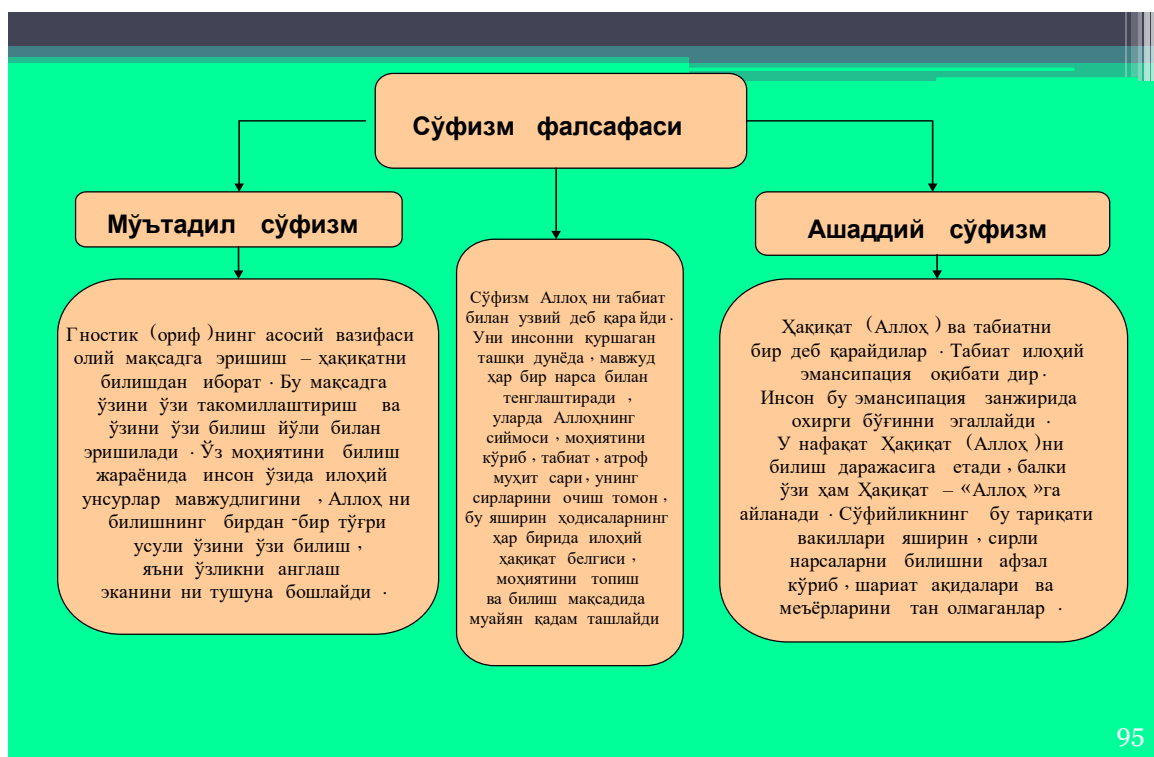 Сўфизм фалсафаси
Мўътадил сўфизм
Гностик (ориф)нинг асосий вазифаси
олий мақсадга эришиш – ҳақиқатни
билишдан иборат. Бу мақсадга
ўзини ўзи такомиллаштириш ва
ўзини ўзи билиш йўли билан
эришилади. Ўз моҳиятини билиш
жараёнида инсон ўзида илоҳий
унсурлар мавжудлигини, Аллоҳ ни
билишнинг бирдан-бир тўғри
усули ўзини ўзи билиш,
яъни ўзликни англаш
эканини ни тушуна бошлайди.
Сўфизм Аллоҳ ни табиат
билан узвий деб қарайди.
Уни инсонни қуршаган
ташқи дунёда, мавжуд
ҳар бир нарса билан
тенглаштиради,
уларда Аллоҳнинг
сиймоси, моҳиятини
кўриб, табиат, атроф
муҳит сари, унинг
сирларини очиш томон,
бу яширин ҳодисаларнинг
ҳар бирида илоҳий
ҳақиқат белгиси,
моҳиятини топиш
ва билиш мақсадида
муайян қадам ташлайди
Ашаддий сўфизм
Ҳақиқат (Аллоҳ) ва табиатни
бир деб қарайдилар. Табиат илоҳий
эмансипация оқибати дир.
Инсон бу эмансипация занжирида
охирги бўғинни эгаллайди.
У нафақат Ҳақиқат (Аллоҳ)ни
билиш даражасига етади, балки
ўзи ҳам Ҳақиқат – «Аллоҳ»га
айланади. Сўфийликнинг бу тариқати
вакиллари яширин, сирли
нарсаларни билишни афзал
кўриб, шариат ақидалари ва
меъёрларини тан олмаганлар.
95